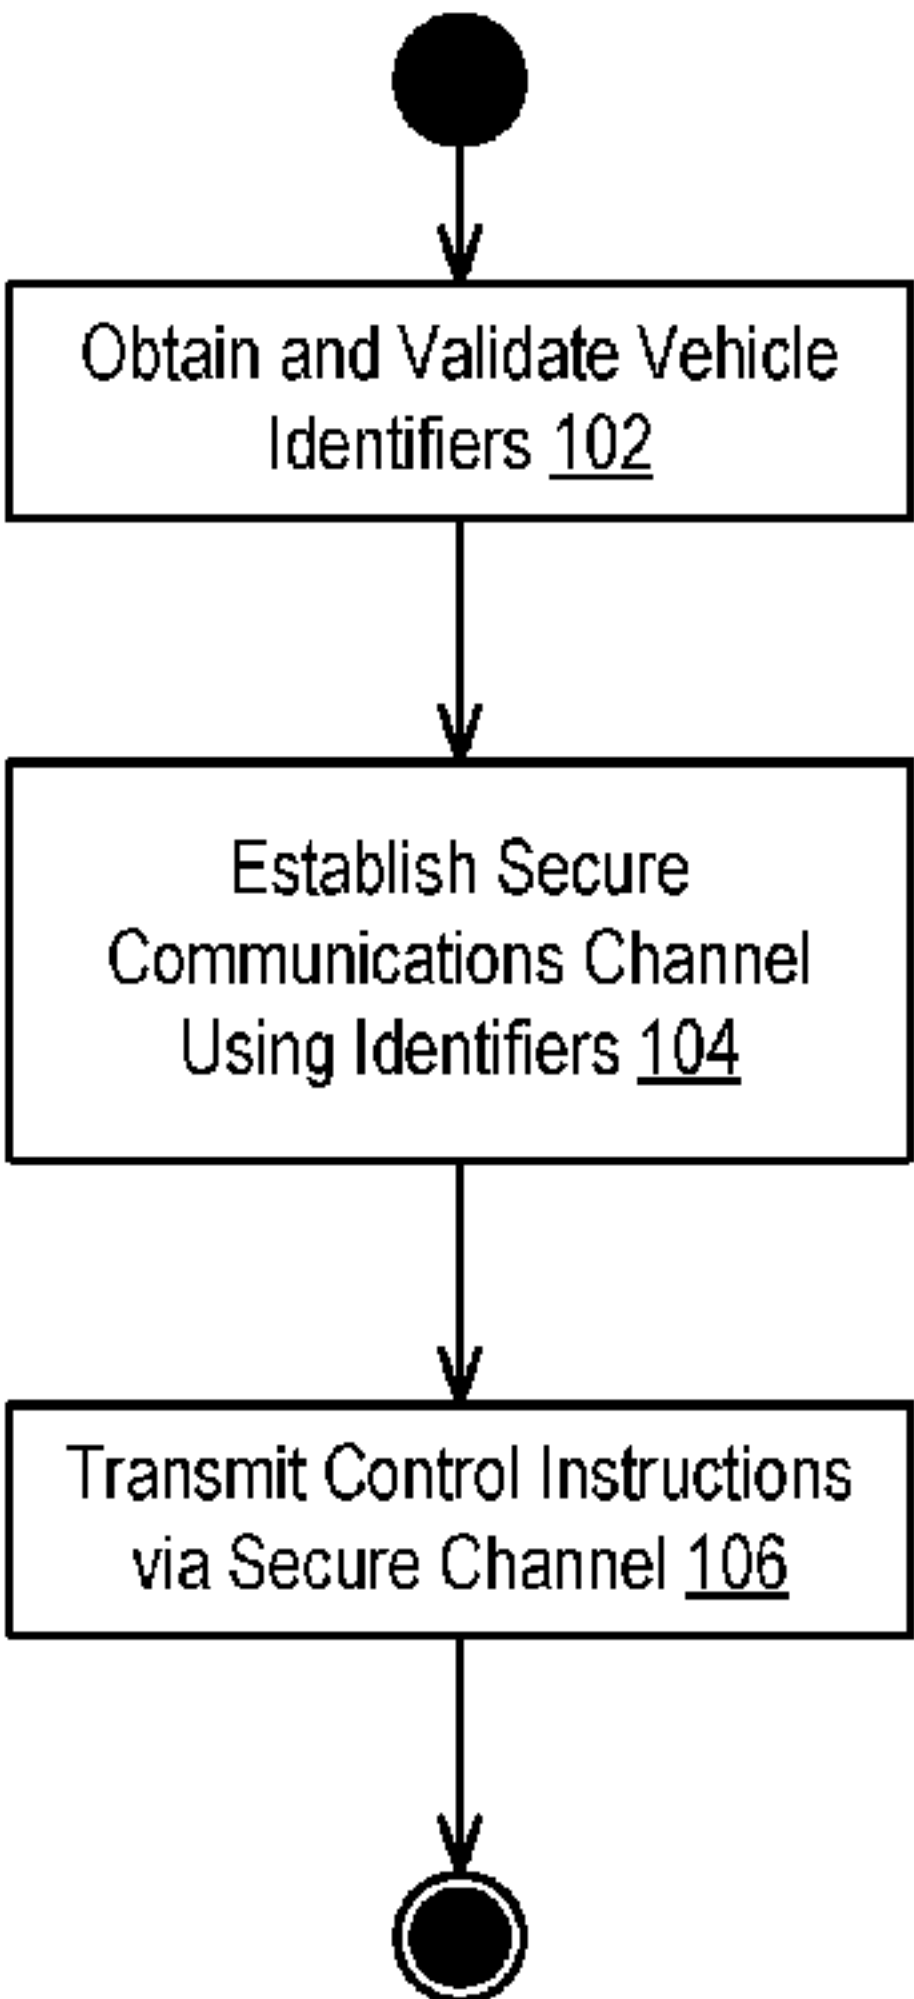 Obtain and Validate Vehicle
Identifiers 102
Establish Secure
Communications Channel
Using Identifiers 104
Transmit Control Instructions
via Secure Channel 106